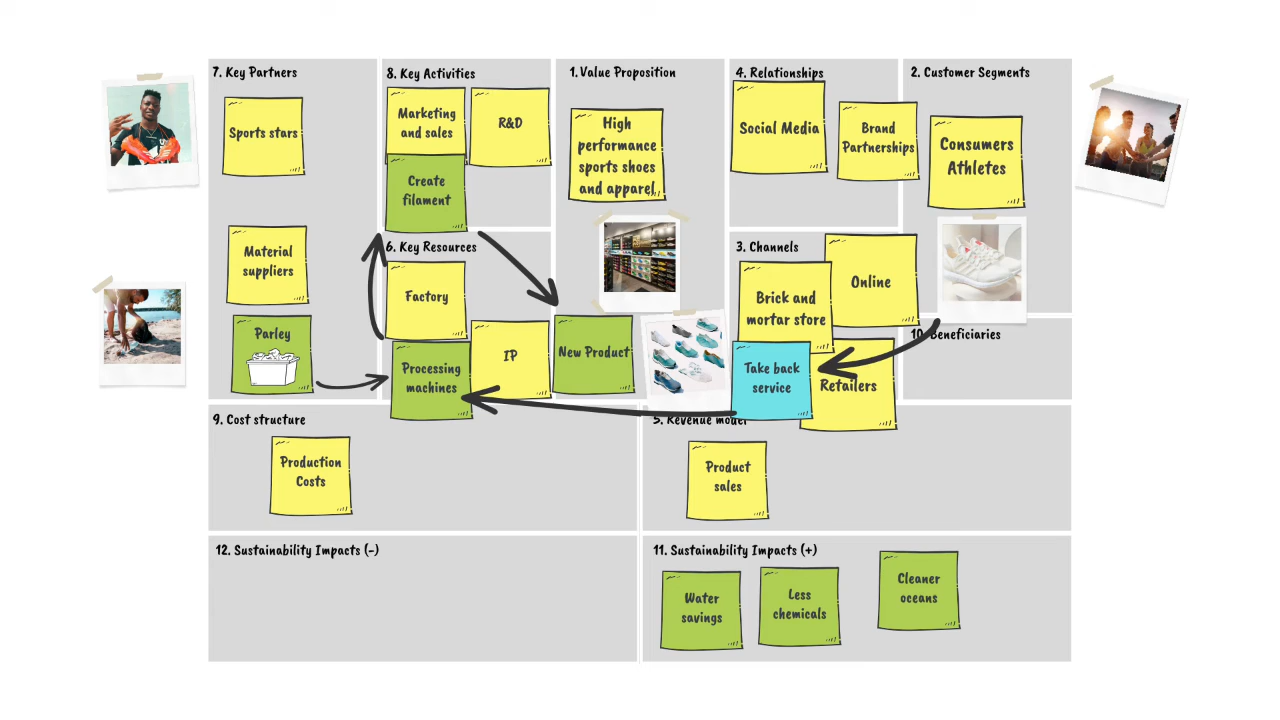 7. Key Partners
Sports stars
Material
suppliers
Parley
8. Key Activities
Marketing
and sales
R&D
Create
filament
6. Key Resources
Factory
IP
Processing
machines
1. Value Proposition
High
performance
sports shoes
and apparel
New Product
4. Relationships
Social Media
Brand
Partnerships
3. Channels
Online
Brick and
mortar store
Take back
service
Retailers
2. Customer Segments
Consumers
Athletes
10. Beneficiaries
9. Cost structure
Production
Costs
5. Revenue model
Product
sales
12. Sustainability Impacts (-)
11. Sustainability Impacts (+)
Water
savings
Less
chemicals
Cleaner
oceans